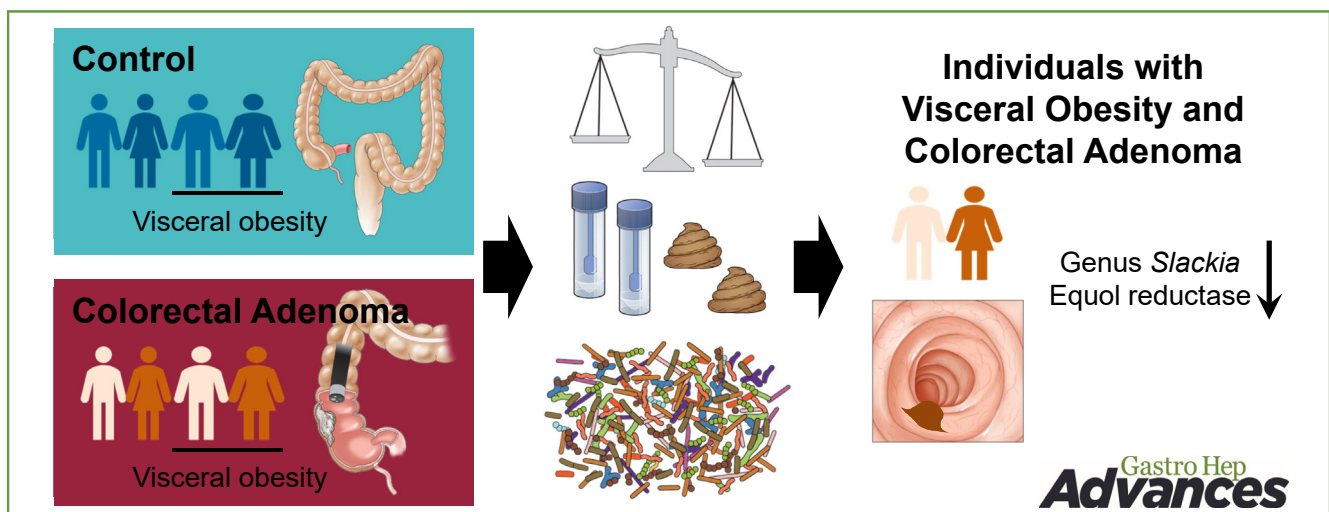 Control
Visceral obesity
Colorectal Adenoma
Visceral obesity
Individuals with
Visceral Obesity and
Colorectal Adenoma
Genus Slackia
Equol reductase
Gastro Hep
Advances